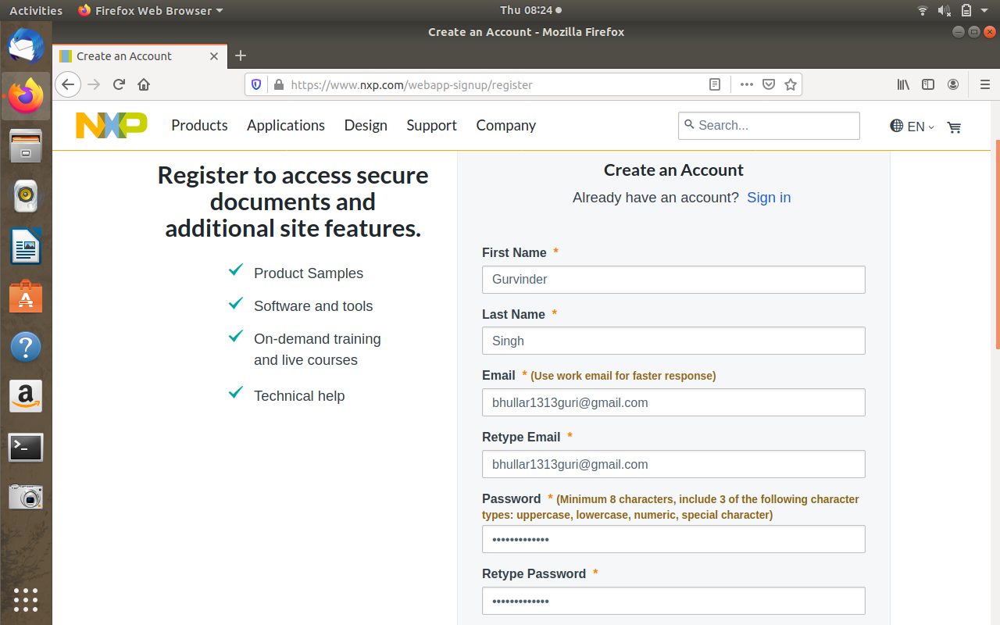 Activities
Firefox Web Browser
Thu 08:24
Create an Account - Mozilla Firefox
Create an Account
https://www.nxp.com/webapp-signup/register
NXP
Products
Applications
Design
Support
Company
Search...
EN
Register to access secure
documents and
additional site features.
Product Samples
Software and tools
On-demand training
and live courses
Technical help
Create an Account
Already have an account? Sign in
First Name *
Gurvinder
Last Name *
Singh
Email * (Use work email for faster response)
bhullar1313guri@gmail.com
Retype Email *
bhullar1313guri@gmail.com
Password * (Minimum 8 characters, include 3 of the following character
types: uppercase, lowercase, numeric, special character)
•••••••••••••
Retype Password *
•••••••••••••